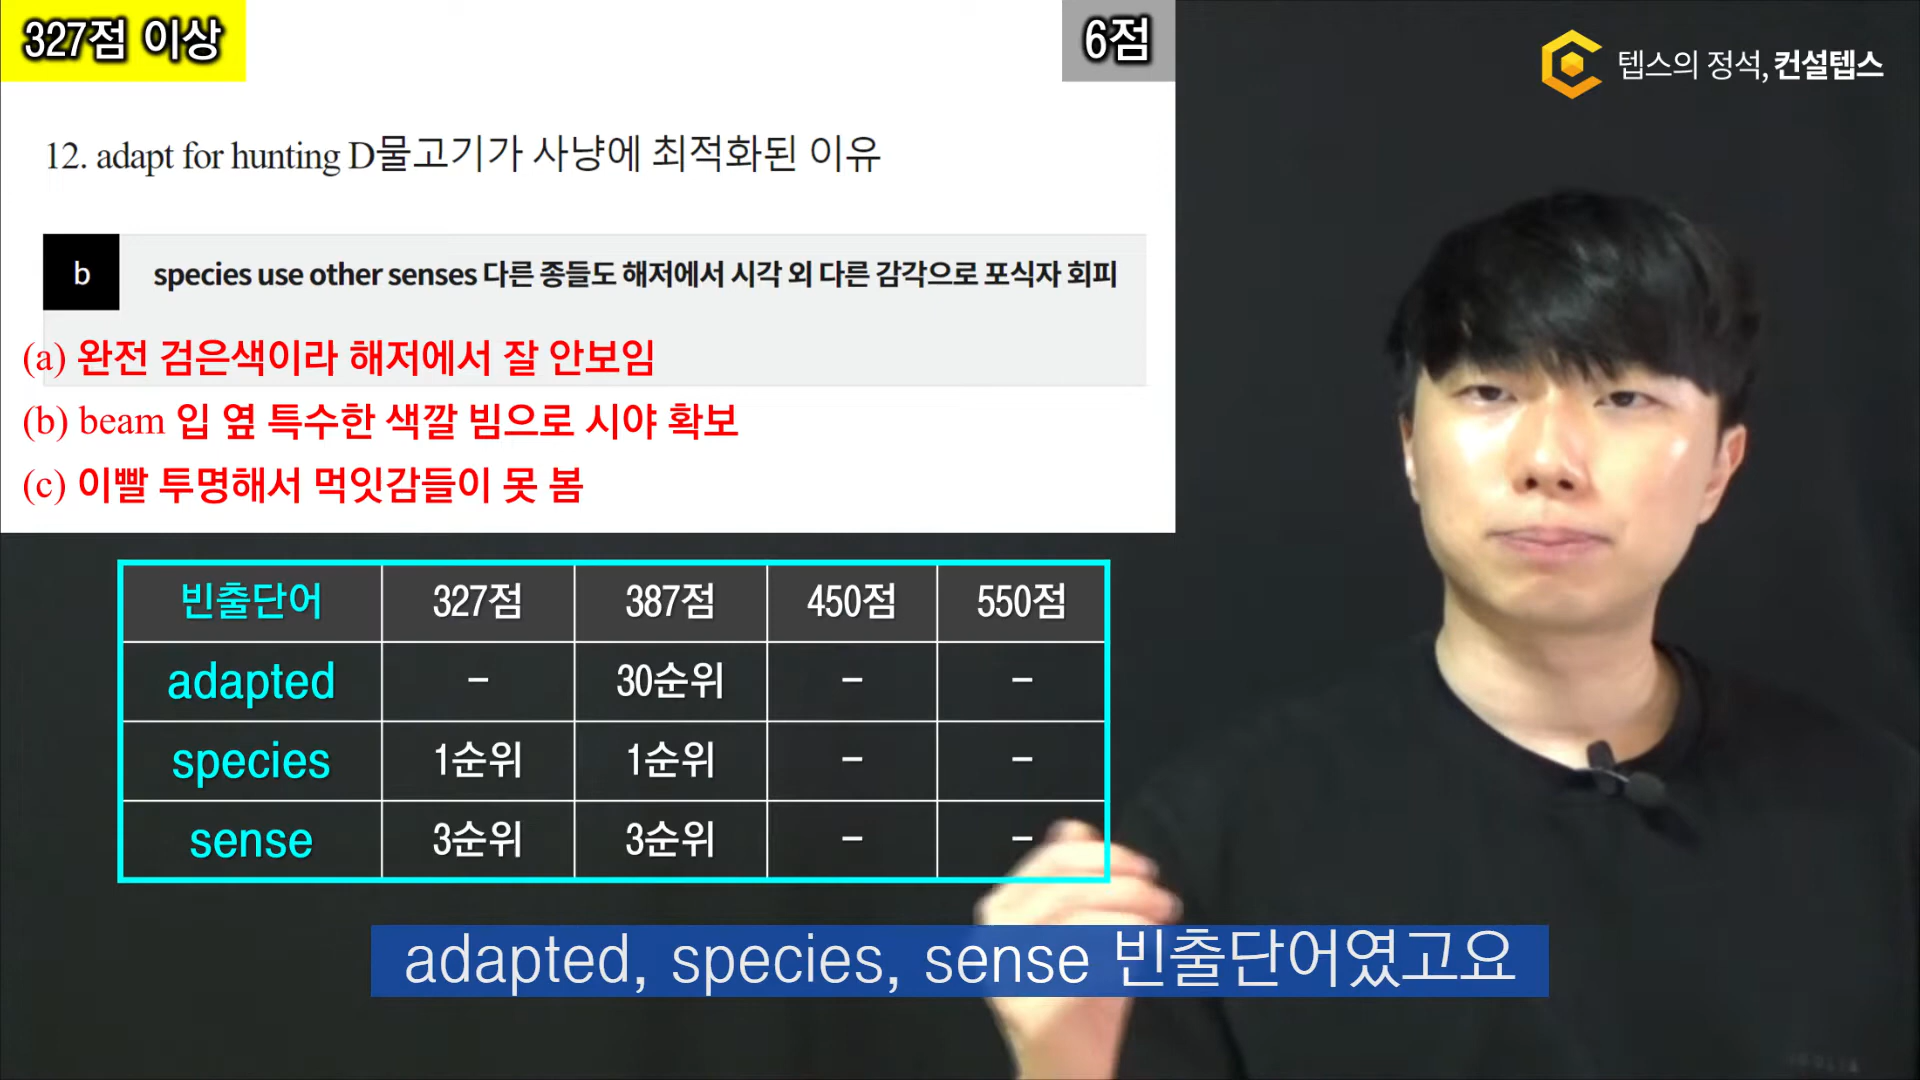 327점 이상
6점
텝스의 정석, 컨설텝스
12. adapt for hunting D물고기가 사냥에 최적화된 이유
b
species use other senses 다른 종들도 해저에서 시각 외 다른 감각으로 포식자 회피
(a) 완전 검은색이라 해저에서 잘 안보임
(b) beam 입 옆 특수한 색깔 빔으로 시야 확보
(c) 이빨 투명해서 먹잇감들이 못 봄
빈출단어 327점 387점 450점 550점
adapted - 30순위 - -
species 1순위 1순위 - -
sense 3순위 3순위 - -
adapted, species, sense 빈출단어였고요